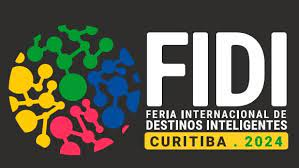 FIDI
FERIA INTERNACIONAL DE
DESTINOS INTELIGENTES
CURITIBA . 2024